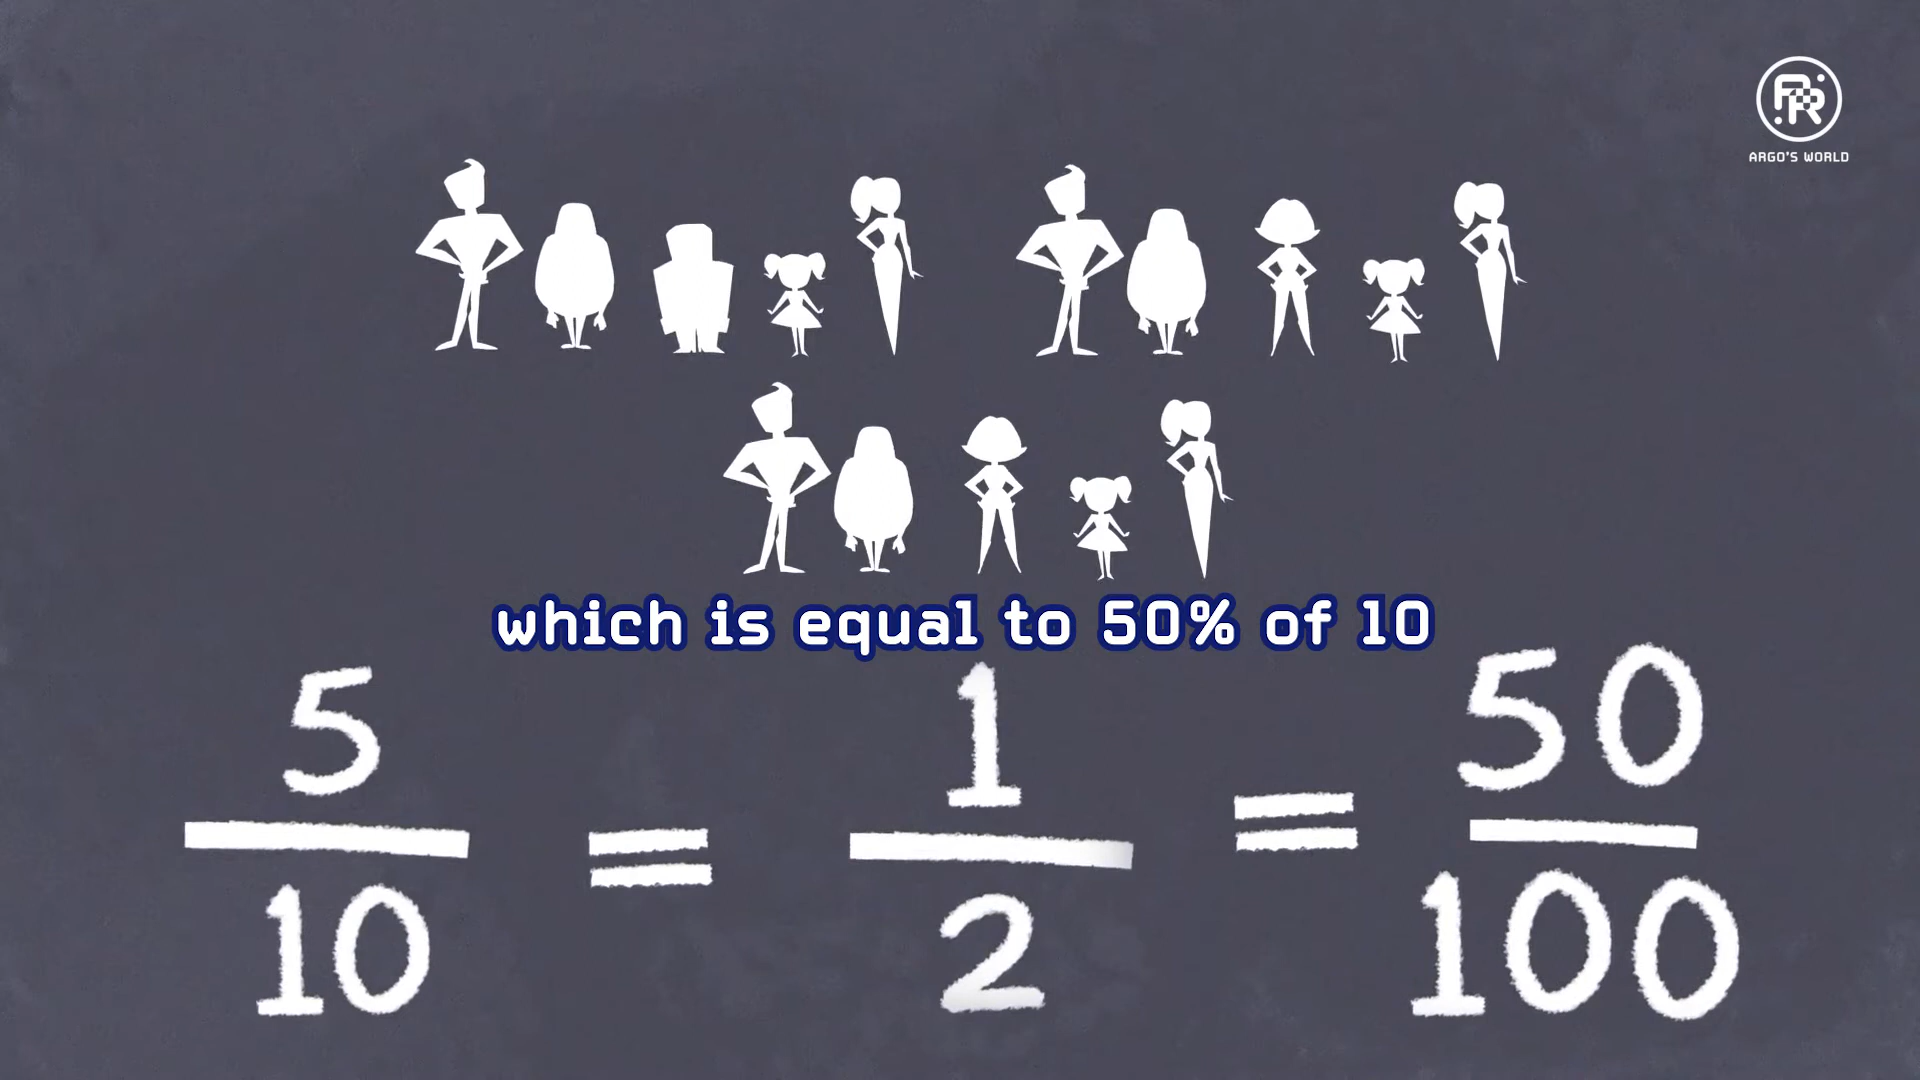 ARGO'S WORLD
which is equal to 50% of 10
5 = 1 = 50
10 2 100